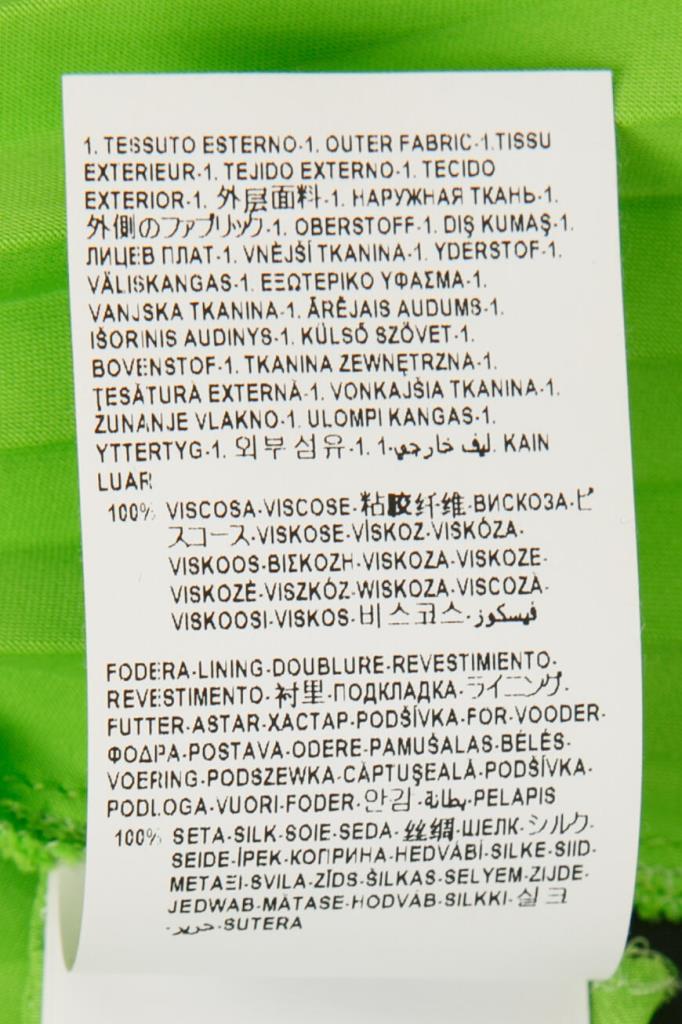 1. TESSUTO ESTERNO-1. OUTER FABRIC-1.TISSU
EXTERIEUR-1. TEJIDO EXTERNO-1. TECIDO
EXTERIOR-1. 外层面料-1. НАРУЖНАЯ ТКАНЬ-1.
外側のファブリック-1. OBERSTOFF-1. DIŞ KUMAŞ-1.
ЛИЦЕВ ПЛАТ-1. VNĚJŠÍ TKANINA-1. YDERSTOF-1.
VÄLISKANGAS-1. ΕΞΩΤΕΡΙΚΟ ΥΦΑΣΜΑ-1.
VANJSKA TKANINA-1. ĀRĒJAIS AUDUMS-1.
IŠORINIS AUDINYS-1. KÜLSŐ SZÖVET-1.
BOVENSTOF-1. TKANINA ZEWNĘTRZNA-1.
ŢESĂTURĂ EXTERNĂ-1. VONKAJŠIA TKANINA-1.
ZUNANJE VLAKNO-1. ULOMPI KANGAS-1.
YTTERTYG-1. 외부 섬유-1. ليف خارجي-1.1 KAIN
LUAR
100% VISCOSA-VISCOSE-粘胶纤维-ВИСКОЗА-ビ
スコース-VISKOSE-VİSKOZ-VISKÓZA-
VISKOOS-ΒΙΣΚΟΖΗ-VISKOZA-VISKOZE-
VISKOZĖ-VISZKÓZ-WISKOZA-VISCOZĂ-
VISKOOSI-VISKOS-비스코스-فيسكوز
FODERA-LINING-DOUBLURE-REVESTIMIENTO-
REVESTIMENTO-衬里-ПОДКЛАДКА-ライニング-
FUTTER-ASTAR-ХАСТАР-PODŠÍVKA-FOR-VOODER-
ΦΟΔΡΑ-POSTAVA-ODERE-PAMUŠALAS-BÉLÉS-
VOERING-PODSZEWKA-CĂPTUŞEALĂ-PODŠÍVKA-
PODLOGA-VUORI-FODER-안감-بطانة-PELAPIS
100% SETA-SILK-SOIE-SEDA-丝绸-ШЕЛК-シルク-
SEIDE-İPEK-КОПРИНА-HEDVÁBÍ-SILKE-SIID-
ΜΕΤΑΞΙ-SVILA-ZĪDS-ŠILKAS-SELYEM-ZIJDE-
JEDWAB-MĂTASE-HODVÁB-SILKKI-실크
-حرير-SUTERA